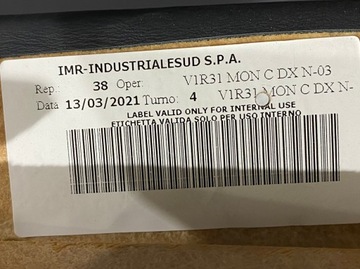 IMR-INDUSTRIALESUD S.P.A.
Rep.: 38 Oper: V1R31 MON C DX N-03
Data 13/03/2021 Turno: 4 V1R31 MON C DX N-
LABEL VALID ONLY FOR INTERNAL USE
ETICHETTA VALIDA SOLO PER USO INTERNO